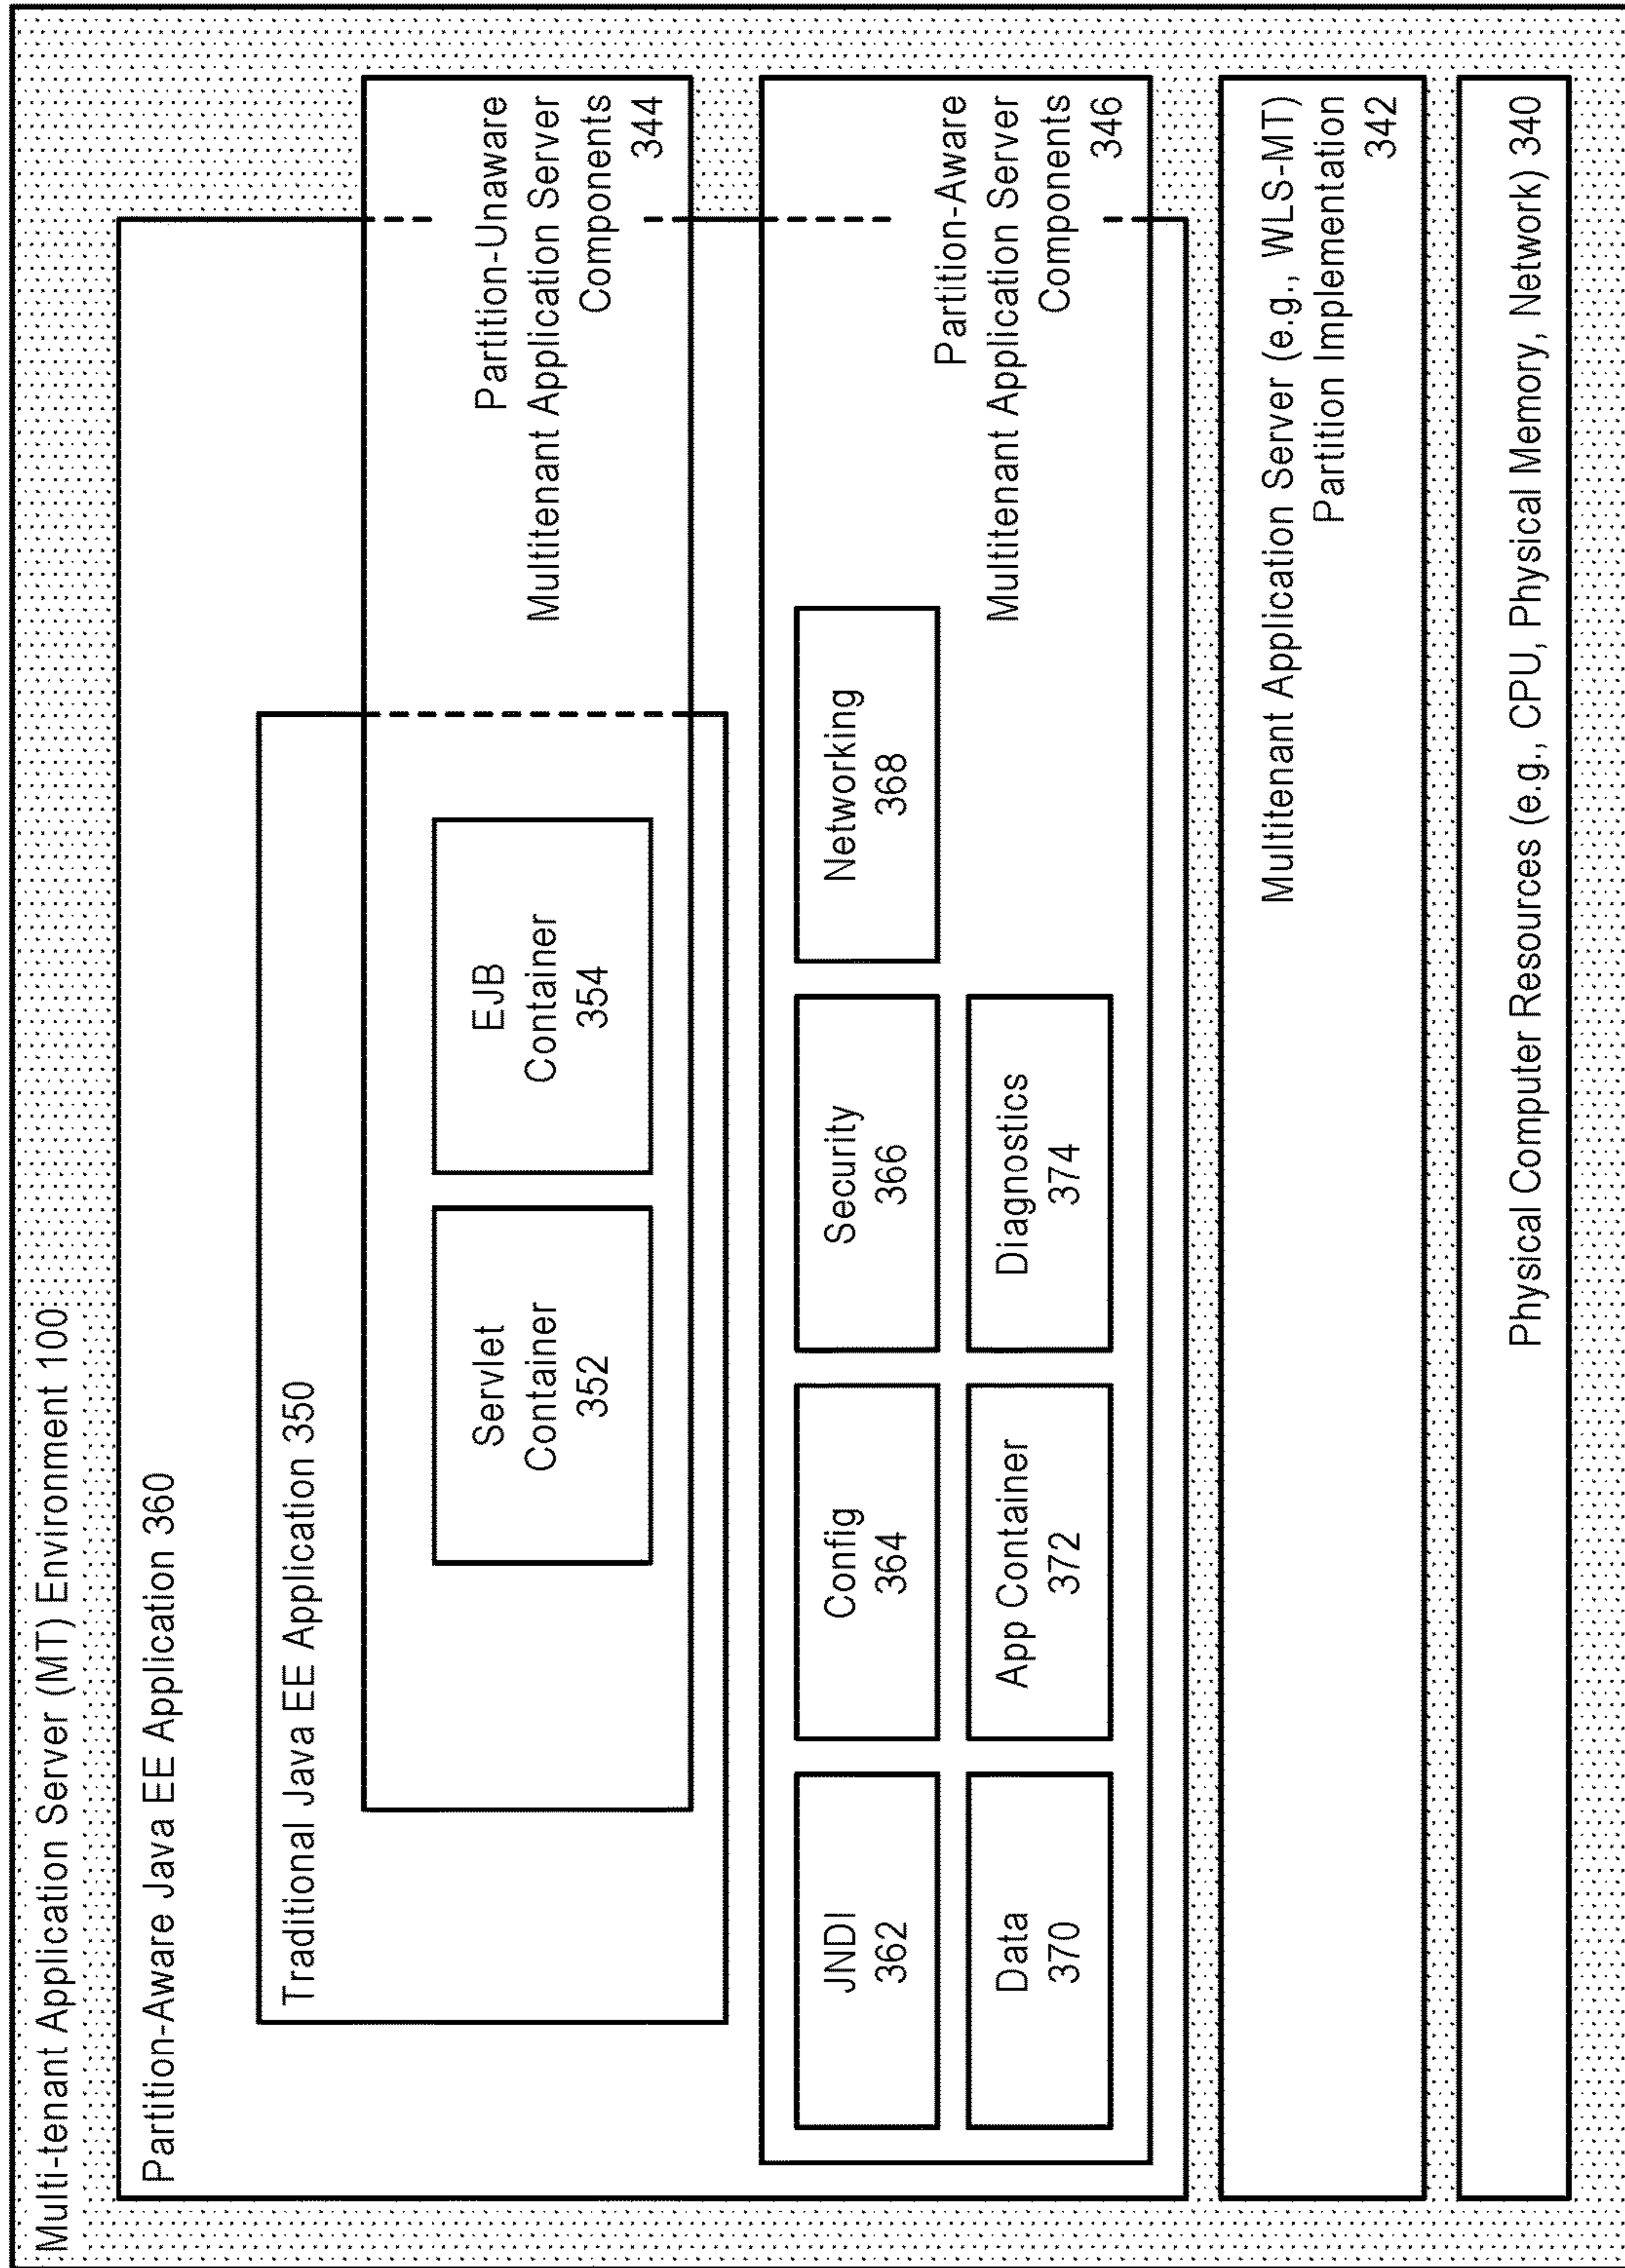 Multi-tenant Application Server (MT) Environment 100
Partition-Aware Java EE Application 360
Traditional Java EE Application 350
Servlet
Container
352
EJB
Container
354
Partition-Unaware
Multitenant Application Server
Components
344
JNDI
362
Config
364
Security
366
Networking
368
Data
370
App Container
372
Diagnostics
374
Partition-Aware
Multitenant Application Server
Components
346
Multitenant Application Server (e.g., WLS-MT)
Partition Implementation
342
Physical Computer Resources (e.g., CPU, Physical Memory, Network) 340